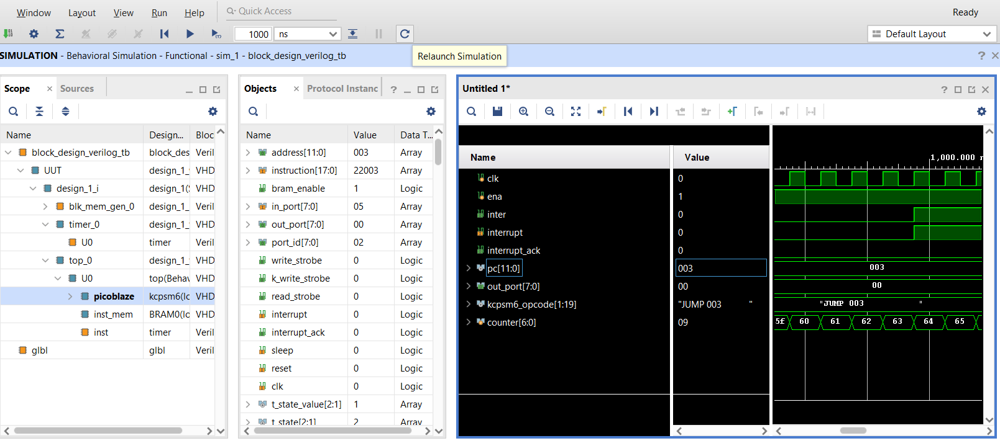 Window Layout View Run Help Quick Access Ready
1000 ns Default Layout
Relaunch Simulation
SIMULATION - Behavioral Simulation - Functional - sim_1 - block_design_verilog_tb
Scope Sources
Name Design... Bloc
block_design_verilog_tb block_des Veril
UUT design_1_ VHD
design_1_i design_1(S VHD
blk_mem_gen_0 design_1_ Veril
timer_0 design_1_ VHD
U0 timer Veril
top_0 design_1_ VHD
U0 top(Behav VHD
picoblaze kcpsm6(lc VHD
inst_mem BRAM0(lo VHD
inst timer Veril
glbl glbl Veril
Objects Protocol Instanc
Name Value Data T...
address[11:0] 003 Array
instruction[17:0] 22003 Array
bram_enable 1 Logic
in_port[7:0] 05 Array
out_port[7:0] 00 Array
port_id[7:0] 02 Array
write_strobe 0 Logic
k_write_strobe 0 Logic
read_strobe 0 Logic
interrupt 0 Logic
interrupt_ack 0 Logic
sleep 0 Logic
reset 0 Logic
clk 0 Logic
t_state_value[2:1] 1 Array
t_state[2:1] 2 Array
Untitled 1*
Name Value 1,000.000 n
clk 0
ena 1
inter 0
interrupt 0
interrupt_ack 0
pc[11:0] 003 003
out_port[7:0] 00 00
kcpsm6_opcode[1:19] "JUMP 003 " "JUMP 003 "
counter[6:0] 09 5f 60 61 62 63 64 65